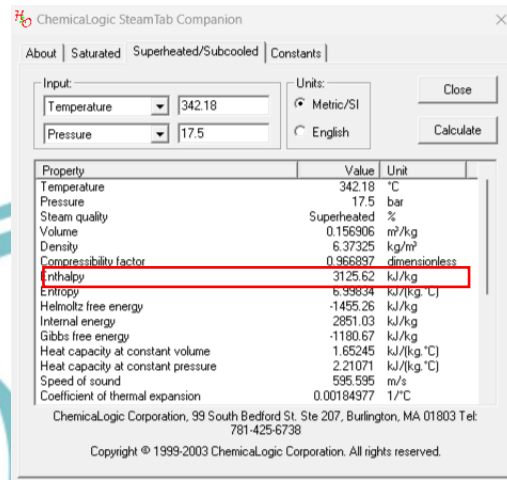 ChemicaLogic SteamTab Companion
About Saturated Superheated/Subcooled Constants
Input: Units:
Temperature 342.18 Metric/SI Close
Pressure 17.5 English Calculate
Property Value Unit
Temperature 342.18 °C
Pressure 17.5 bar
Steam quality Superheated %
Volume 0.156906 m³/kg
Density 6.37325 kg/m³
Compressibility factor 0.966897 dimensionless
Enthalpy 3125.62 kJ/kg
Entropy 6.99834 kJ/(kg.°C)
Helmoltz free energy -1455.26 kJ/kg
Internal energy 2851.03 kJ/kg
Gibbs free energy -1180.67 kJ/kg
Heat capacity at constant volume 1.65245 kJ/(kg.°C)
Heat capacity at constant pressure 2.21071 kJ/(kg.°C)
Speed of sound 595.595 m/s
Coefficient of thermal expansion 0.00184977 1/°C
ChemicaLogic Corporation, 99 South Bedford St. Ste 207, Burlington, MA 01803 Tel:
781-425-6738
Copyright © 1999-2003 ChemicaLogic Corporation. All rights reserved.